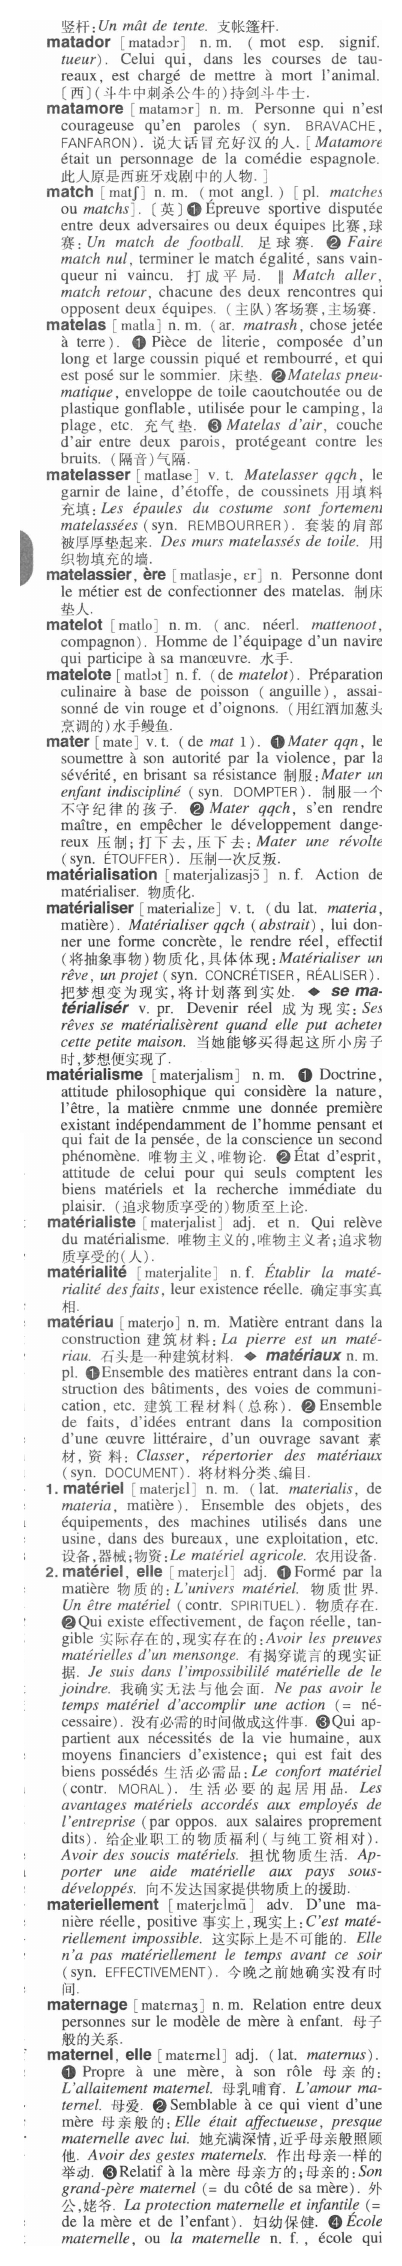 竖杆:Un mât de tente. 支帐篷杆.
matador [matadɔr] n. m. ( mot esp. signif.
tueur). Celui qui, dans les courses de tau-
reaux, est chargé de mettre à mort l'animal.
〔西〕(斗牛中刺杀公牛的)持剑斗牛士.
matamore [matamɔr] n. m. Personne qui n'est
courageuse qu'en paroles ( syn. BRAVACHE,
FANFARON). 说大话冒充好汉的人. [ Matamore
était un personnage de la comédie espagnole.
此人原是西班牙戏剧中的人物. ]
match [matʃ] n. m. ( mot angl. ) [ pl. matches
ou matchs]. 〔英〕❶ Épreuve sportive disputée
entre deux adversaires ou deux équipes 比赛,球
赛: Un match de football. 足球赛. ❷ Faire
match nul, terminer le match égalité, sans vain-
queur ni vaincu. 打成平局. ‖ Match aller,
match retour, chacune des deux rencontres qui
opposent deux équipes. (主队)客场赛,主场赛.
matelas [matla] n. m. (ar. matrash, chose jetée
à terre). ❶ Pièce de literie, composée d'un
long et large coussin piqué et rembourré, et qui
est posé sur le sommier. 床垫. ❷Matelas pneu-
matique, enveloppe de toile caoutchoutée ou de
plastique gonflable, utilisée pour le camping, la
plage, etc. 充气垫. ❸ Matelas d'air, couche
d'air entre deux parois, protégeant contre les
bruits. (隔音)气隔.
matelasser [matlase] v. t. Matelasser qqch, le
garnir de laine, d'étoffe, de coussinets 用填料
充填: Les épaules du costume sont fortement
matelassées (syn. REMBOURRER). 套装的肩部
被厚厚垫起来. Des murs matelassés de toile. 用
织物填充的墙.
matelassier, ère [matlasje, ɛr] n. Personne dont
le métier est de confectionner des matelas. 制床
垫人.
matelot [matlo] n. m. ( anc. néerl. mattenoot,
compagnon). Homme de l'équipage d'un navire
qui participe à sa manœuvre. 水手.
matelote [matlɔt] n. f. (de matelot). Préparation
culinaire à base de poisson ( anguille), assai-
sonné de vin rouge et d'oignons. (用红酒加葱头
烹调的)水手鳗鱼.
mater [mate] v. t. (de mat 1). ❶Mater qqn, le
soumettre à son autorité par la violence, par la
sévérité, en brisant sa résistance 制服:Mater un
enfant indiscipliné ( syn. DOMPTER). 制服一个
不守纪律的孩子. ❷ Mater qqch, s'en rendre
maître, en empêcher le développement dange-
reux 压制;打下去,压下去: Mater une révolte
(syn. ÉTOUFFER). 压制一次反叛.
matérialisation [materjalizasjɔ̃] n. f. Action de
matérialiser. 物质化.
matérialiser [materialize] v. t. (du lat. materia,
matière). Matérialiser qqch (abstrait), lui don-
ner une forme concrète, le rendre réel, effectif
(将抽象事物)物质化,具体体现:Matérialiser un
rêve, un projet (syn. CONCRÉTISER, RÉALISER).
把梦想变为现实,将计划落到实处. ◆ se ma-
térialisér v. pr. Devenir réel 成为现实: Ses
rêves se matérialisèrent quand elle put acheter
cette petite maison. 当她能够买得起这所小房子
时,梦想便实现了.
matérialisme [materjalism] n. m. ❶ Doctrine,
attitude philosophique qui considère la nature,
l'être, la matière cnmme une donnée première
existant indépendamment de l'homme pensant et
qui fait de la pensée, de la conscience un second
phénomène. 唯物主义,唯物论. ❷État d'esprit,
attitude de celui pour qui seuls comptent les
biens matériels et la recherche immédiate du
plaisir. (追求物质享受的)物质至上论.
matérialiste [materjalist] adj. et n. Qui relève
du matérialisme. 唯物主义的,唯物主义者;追求物
质享受的(人).
matérialité [materjalite] n. f. Établir la maté-
rialité des faits, leur existence réelle. 确定事实真
相.
matériau [materjo] n. m. Matière entrant dans la
construction 建筑材料: La pierre est un maté-
riau. 石头是一种建筑材料. ◆ matériaux n. m.
pl. ❶Ensemble des matières entrant dans la con-
struction des bâtiments, des voies de communi-
cation, etc. 建筑工程材料(总称). ❷ Ensemble
de faits, d'idées entrant dans la composition
d'une œuvre littéraire, d'un ouvrage savant 素
材,资料: Classer, répertorier des matériaux
(syn. DOCUMENT). 将材料分类、编目.
1. matériel [materjɛl] n. m. ( lat. materialis, de
materia, matière). Ensemble des objets, des
équipements, des machines utilisés dans une
usine, dans des bureaux, une exploitation, etc.
设备,器械;物资:Le matériel agricole. 农用设备.
2. matériel, elle [materjɛl] adj. ❶Formé par la
matière 物质的: L'univers matériel. 物质世界.
Un être matériel (contr. SPIRITUEL). 物质存在.
❷Qui existe effectivement, de façon réelle, tan-
gible 实际存在的,现实存在的:Avoir les preuves
matérielles d'un mensonge. 有揭穿谎言的现实证
据. Je suis dans l'impossibililé matérielle de le
joindre. 我确实无法与他会面. Ne pas avoir le
temps matériel d'accomplir une action ( = né-
cessaire). 没有必需的时间做成这件事. ❸Qui ap-
partient aux nécessités de la vie humaine, aux
moyens financiers d'existence; qui est fait des
biens possédés 生活必需品: Le confort matériel
(contr. MORAL). 生活必要的起居用品. Les
avantages matériels accordés aux employés de
l'entreprise (par oppos. aux salaires proprement
dits). 给企业职工的物质福利(与纯工资相对).
Avoir des soucis matériels. 担忧物质生活. Ap-
porter une aide matérielle aux pays sous-
développés. 向不发达国家提供物质上的援助.
materiellement [materjɛlmɑ̃] adv. D'une ma-
nière réelle, positive 事实上,现实上:C'est maté-
riellement impossible. 这实际上是不可能的. Elle
n'a pas matériellement le temps avant ce soir
(syn. EFFECTIVEMENT). 今晚之前她确实没有时
间.
maternage [matɛrnaʒ] n. m. Relation entre deux
personnes sur le modèle de mère à enfant. 母子
般的关系.
maternel, elle [matɛrnɛl] adj. (lat. maternus).
❶ Propre à une mère, à son rôle 母亲的:
L'allaitement maternel. 母乳哺育. L'amour ma-
ternel. 母爱. ❷Semblable à ce qui vient d'une
mère 母亲般的: Elle était affectueuse, presque
maternelle avec lui. 她充满深情,近乎母亲般照顾
他. Avoir des gestes maternels. 作出母亲一样的
举动. ❸Relatif à la mère 母亲方的;母亲的:Son
grand-père maternel (= du côté de sa mère). 外
公,姥爷. La protection maternelle et infantile (=
de la mère et de l'enfant). 妇幼保健. ❹École
maternelle, ou la maternelle n. f., école qui